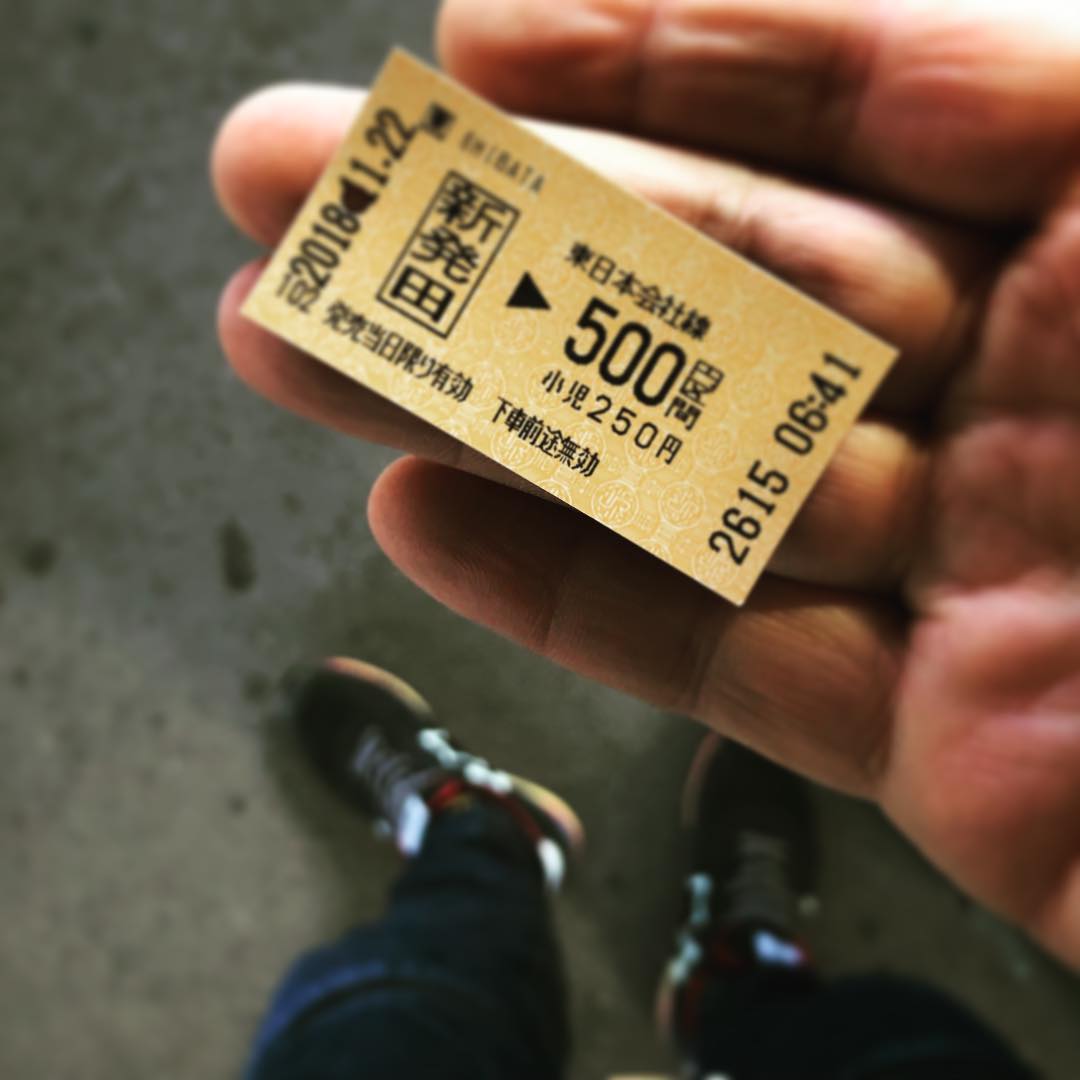 東 SHIBATA
新発田
▶
東日本会社線
500円区間
小児250円
発売当日限り有効
下車前途無効
2018.11.22
2615 06:41